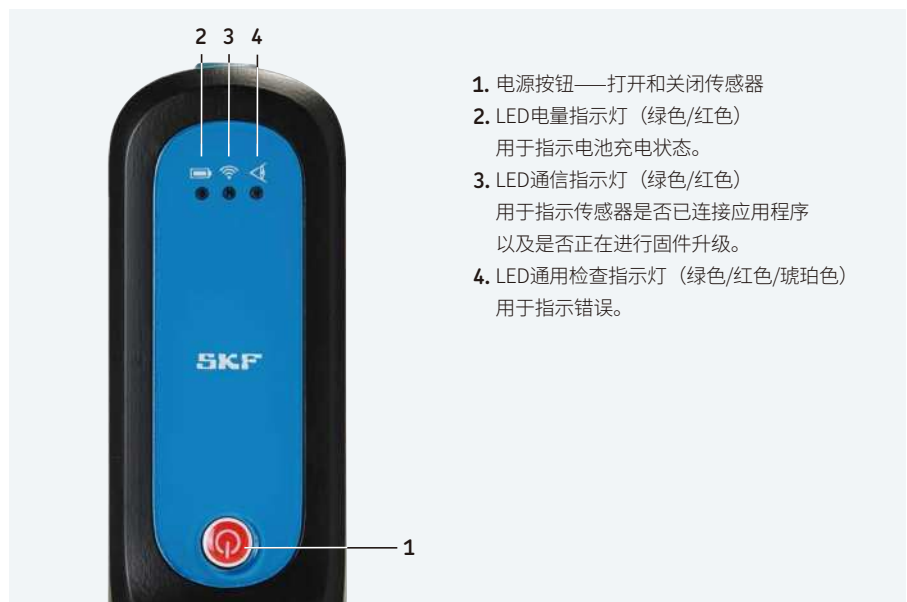 2 3 4
SKF
1
1. 电源按钮——打开和关闭传感器
2. LED电量指示灯（绿色/红色）
用于指示电池充电状态。
3. LED通信指示灯（绿色/红色）
用于指示传感器是否已连接应用程序
以及是否正在进行固件升级。
4. LED通用检查指示灯（绿色/红色/琥珀色）
用于指示错误。